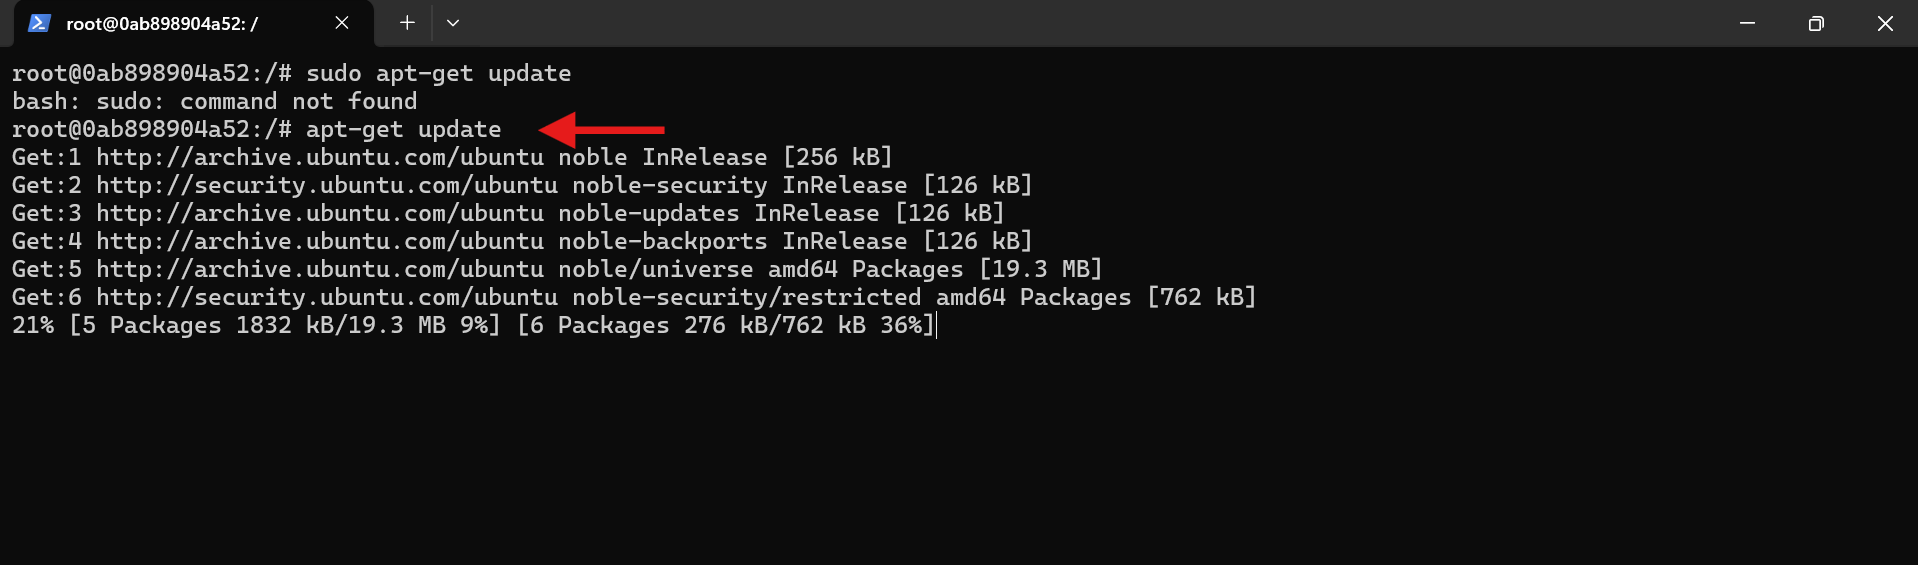 root@0ab898904a52: /
root@0ab898904a52:/# sudo apt-get update
bash: sudo: command not found
root@0ab898904a52:/# apt-get update
Get:1 http://archive.ubuntu.com/ubuntu noble InRelease [256 kB]
Get:2 http://security.ubuntu.com/ubuntu noble-security InRelease [126 kB]
Get:3 http://archive.ubuntu.com/ubuntu noble-updates InRelease [126 kB]
Get:4 http://archive.ubuntu.com/ubuntu noble-backports InRelease [126 kB]
Get:5 http://archive.ubuntu.com/ubuntu noble/universe amd64 Packages [19.3 MB]
Get:6 http://security.ubuntu.com/ubuntu noble-security/restricted amd64 Packages [762 kB]
21% [5 Packages 1832 kB/19.3 MB 9%] [6 Packages 276 kB/762 kB 36%]